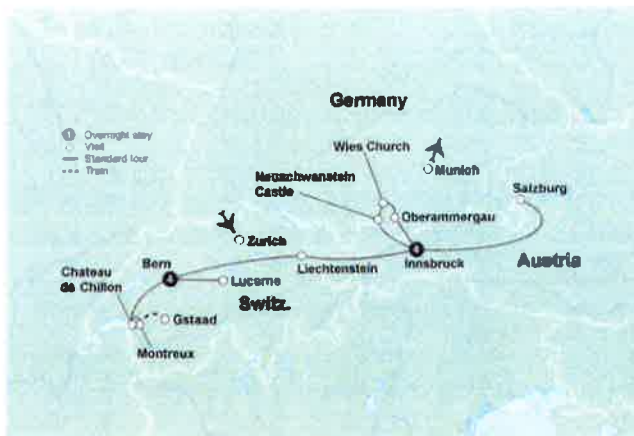 Germany
Overnight stay
Visit
Standard tour
Train
Wies Church
Munich
Neuschwanstein
Castle
Salzburg
Oberammergau
Zurich
Innsbruck
Austria
Liechtenstein
Bern
Lucerne
Chateau
de Chillon
Switz.
Gstaad
Montreux